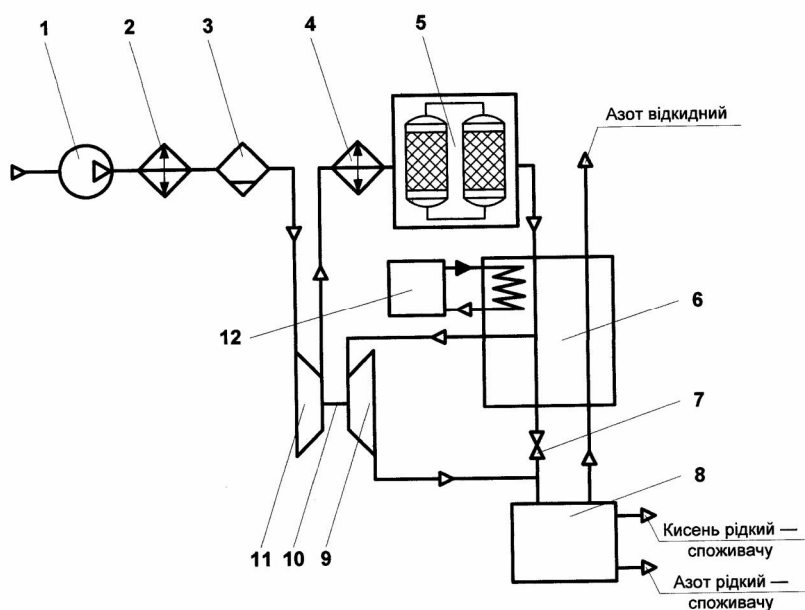 1
2
3
4
5
Азот відкидний
12
6
7
8
11
10
9
Кисень рідкий —
споживачу
Азот рідкий —
споживачу